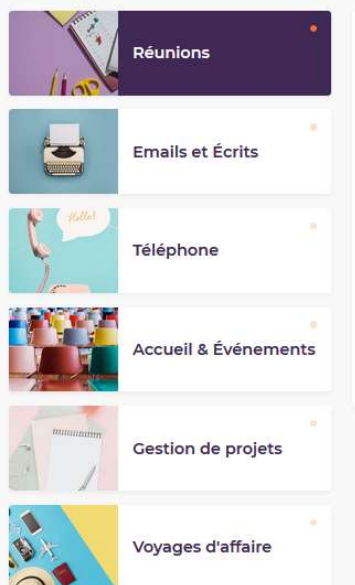 Réunions
Emails et Écrits
Hello!
Téléphone
Accueil & Événements
Gestion de projets
Voyages d'affaire